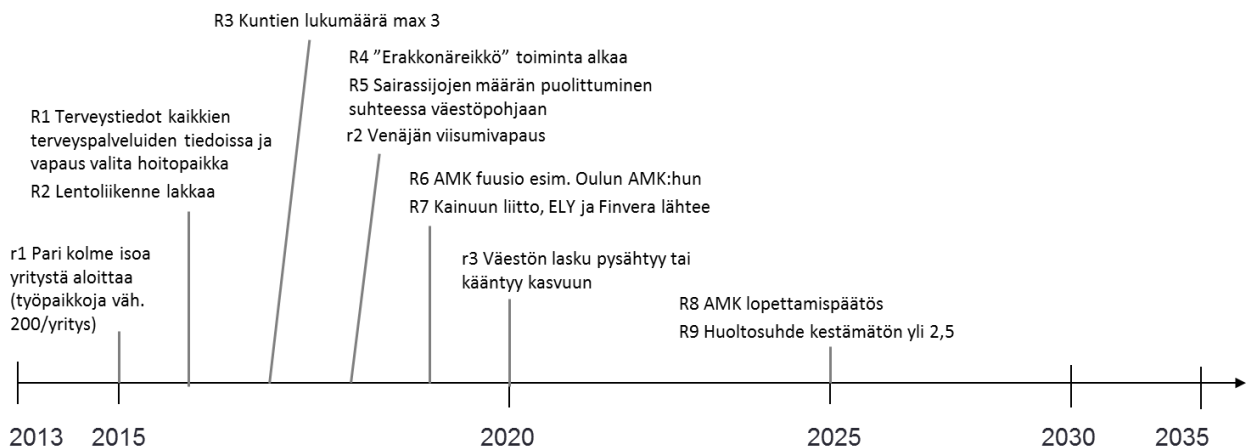 R3 Kuntien lukumäärä max 3
R4 ”Erakkonäreikkö” toiminta alkaa
R5 Sairassijojen määrän puolittuminen
suhteessa väestöpohjaan
r2 Venäjän viisumivapaus
R1 Terveystiedot kaikkien
terveyspalveluiden tiedoissa ja
vapaus valita hoitopaikka
R2 Lentoliikenne lakkaa
R6 AMK fuusio esim. Oulun AMK:hun
R7 Kainuun liitto, ELY ja Finvera lähtee
r1 Pari kolme isoa
yritystä aloittaa
(työpaikkoja väh.
200/yritys)
r3 Väestön lasku pysähtyy tai
kääntyy kasvuun
R8 AMK lopettamispäätös
R9 Huoltosuhde kestämätön yli 2,5
2013 2015 2020 2025 2030 2035